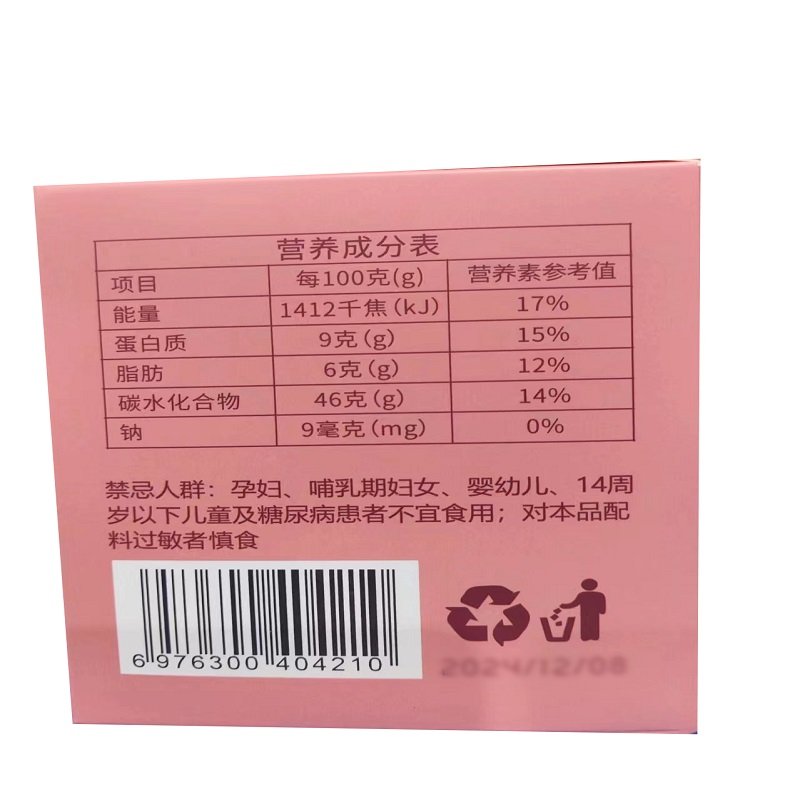 营养成分表
项目 每100克(g) 营养素参考值
能量 1412千焦(kJ) 17%
蛋白质 9克(g) 15%
脂肪 6克(g) 12%
碳水化合物 46克(g) 14%
钠 9毫克(mg) 0%
禁忌人群：孕妇、哺乳期妇女、婴幼儿、14周
岁以下儿童及糖尿病患者不宜食用；对本品配
料过敏者慎食
6 976300 404210
2024/12/08